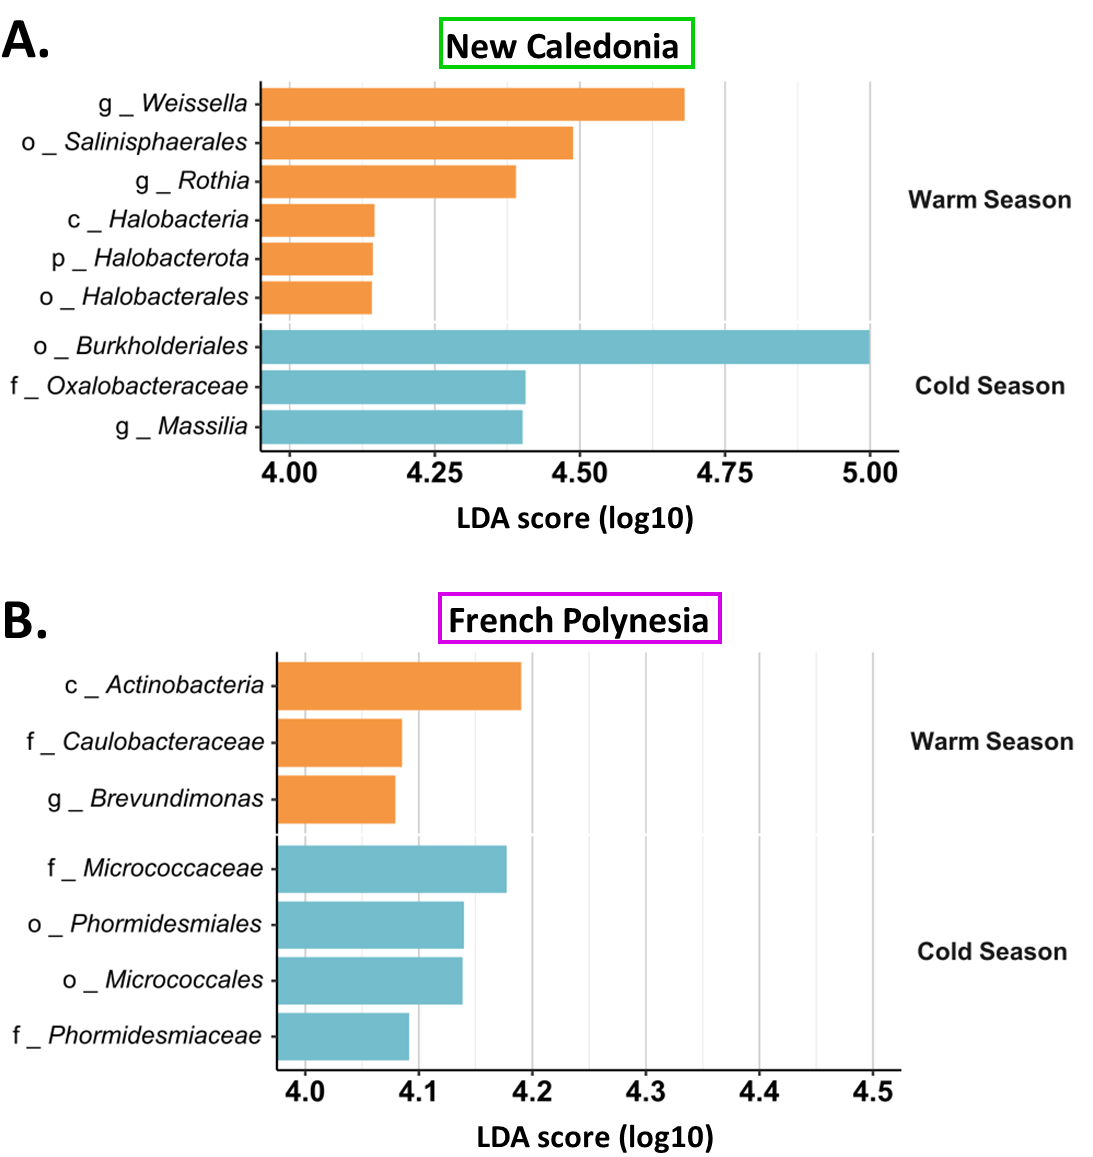 A.
New Caledonia
g _ Weissella
o _ Salinisphaerales
g _ Rothia
c _ Halobacteria
p _ Halobacterota
o _ Halobacterales
Warm Season
o _ Burkholderiales
f _ Oxalobacteraceae
g _ Massilia
Cold Season
4.00 4.25 4.50 4.75 5.00
LDA score (log10)
B.
French Polynesia
c _ Actinobacteria
f _ Caulobacteraceae
g _ Brevundimonas
Warm Season
f _ Micrococcaceae
o _ Phormidesmiales
o _ Micrococcales
f _ Phormidesmiaceae
Cold Season
4.0 4.1 4.2 4.3 4.4 4.5
LDA score (log10)